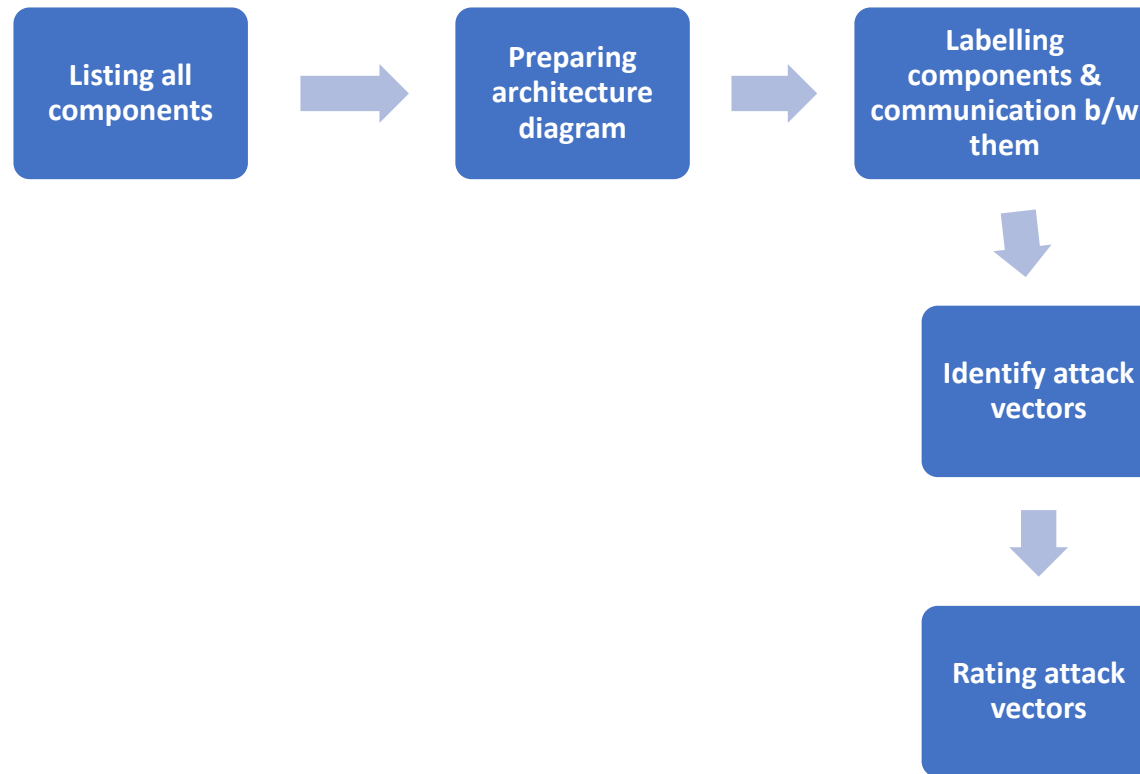 Listing all
components
Preparing
architecture
diagram
Labelling
components &
communication b/w
them
Identify attack
vectors
Rating attack
vectors